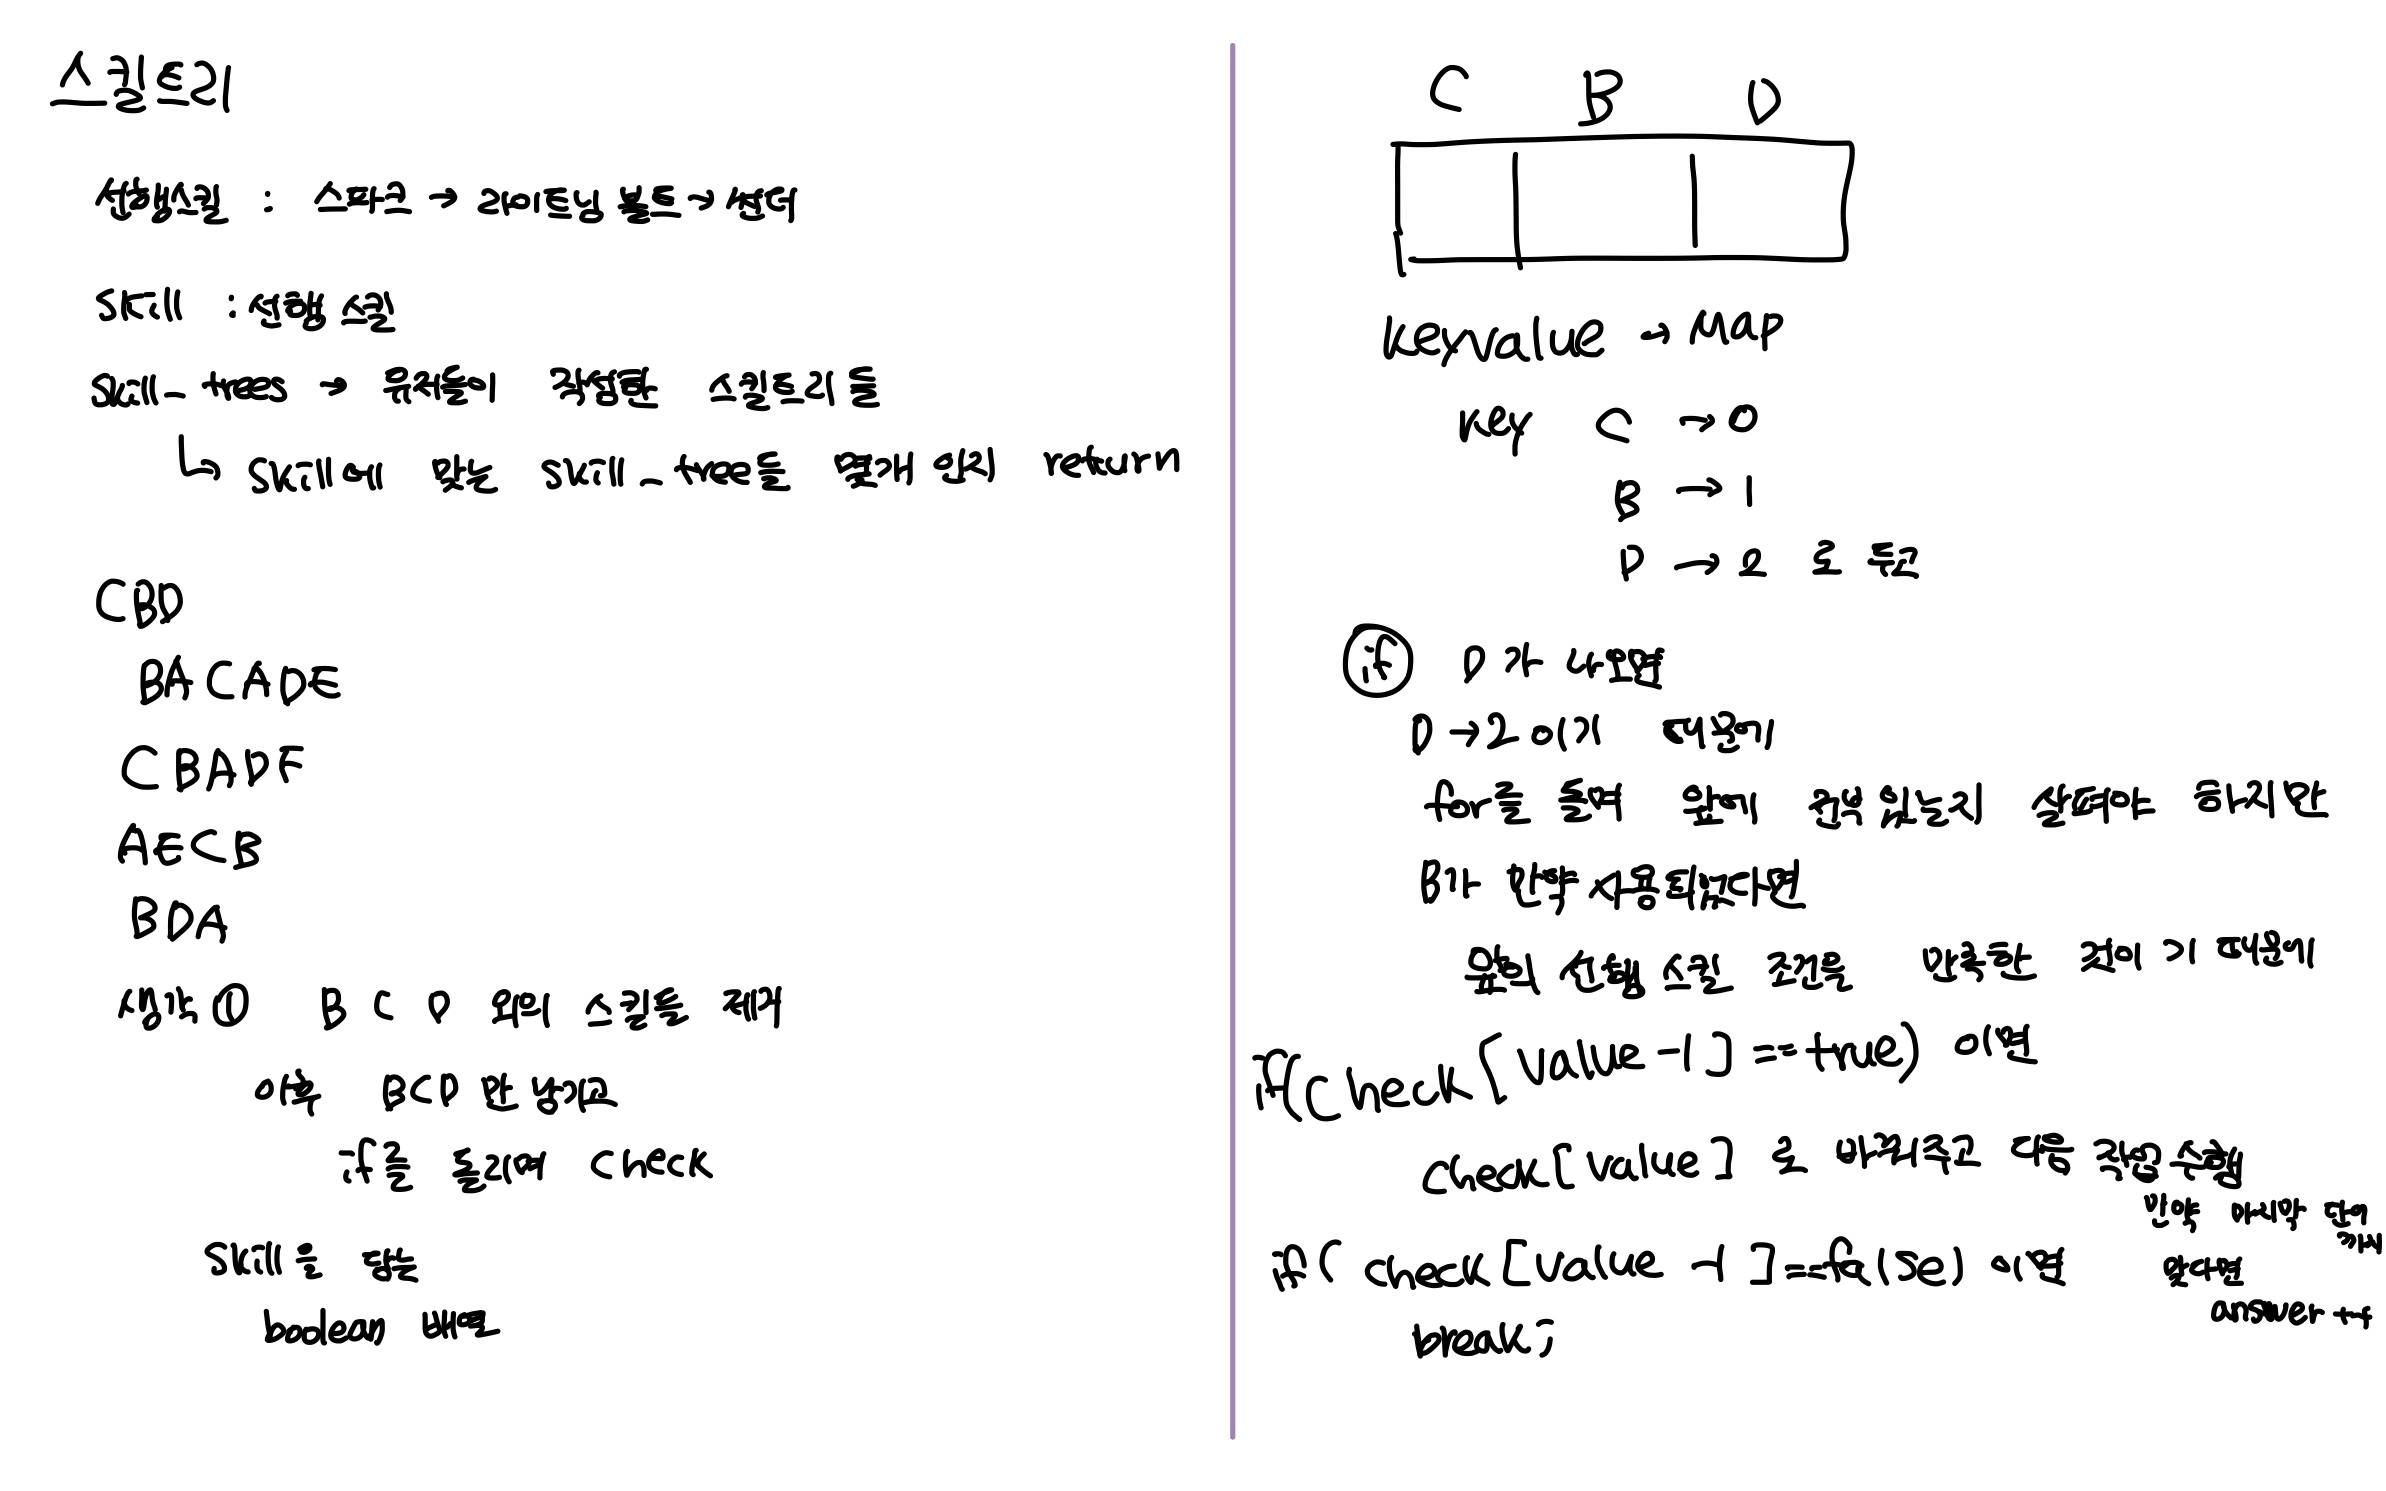 스킬트리
선행스킬 : 스파크 → 라이트닝 볼트 → 썬더
skill : 선행 스킬
skill_trees → 유저들이 작성한 스킬트리들
↳ skill에 맞는 skill_tree들 몇개 인지 return
CBD
BACADE
CBADF
AECB
BDA
생각 ① B C D 외의 스킬들 제거
이후 BCD만 남기고
if를 돌리며 check
skill을 담는
boolean 배열
C B D
keyvalue → Map
key C → 0
B → 1
D → 2 로 두고
if D가 나오면
D → 2 이기 때문에
for를 돌며 앞에 전부 있는지 살펴야 하지만
B가 만약 사용되었다면
앞의 선행 스킬 조건을 만족한 것이기 때문에
if(check[value -1] == true) 이면
check[value] 로 바꿔주고 다음 작업 수행
만약 마지막 단어
까지
맞다면
answer ++
if( check[value -1] == false) 이면
break;